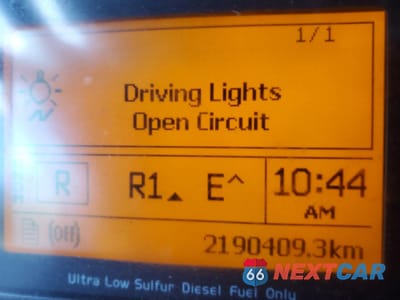 1/1
Driving Lights
Open Circuit
R R1 E^ 10:44
AM
(OFF)
2190409.3km
Ultra Low Sulfur Diesel Fuel Only
66 NEXTCAR